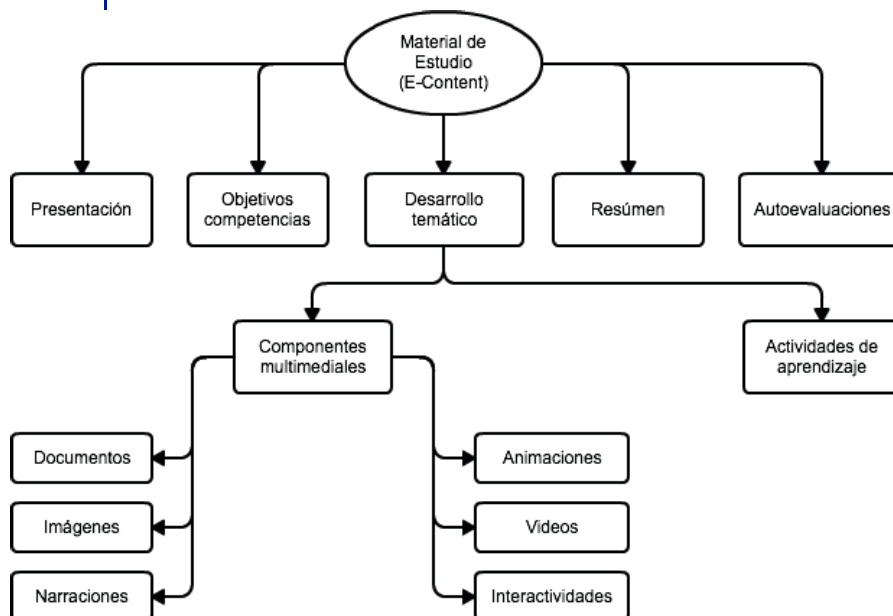 Material de
Estudio
(E-Content)
Presentación
Objetivos
competencias
Desarrollo
temático
Resúmen
Autoevaluaciones
Componentes
multimediales
Actividades de
aprendizaje
Documentos
Animaciones
Imágenes
Videos
Narraciones
Interactividades